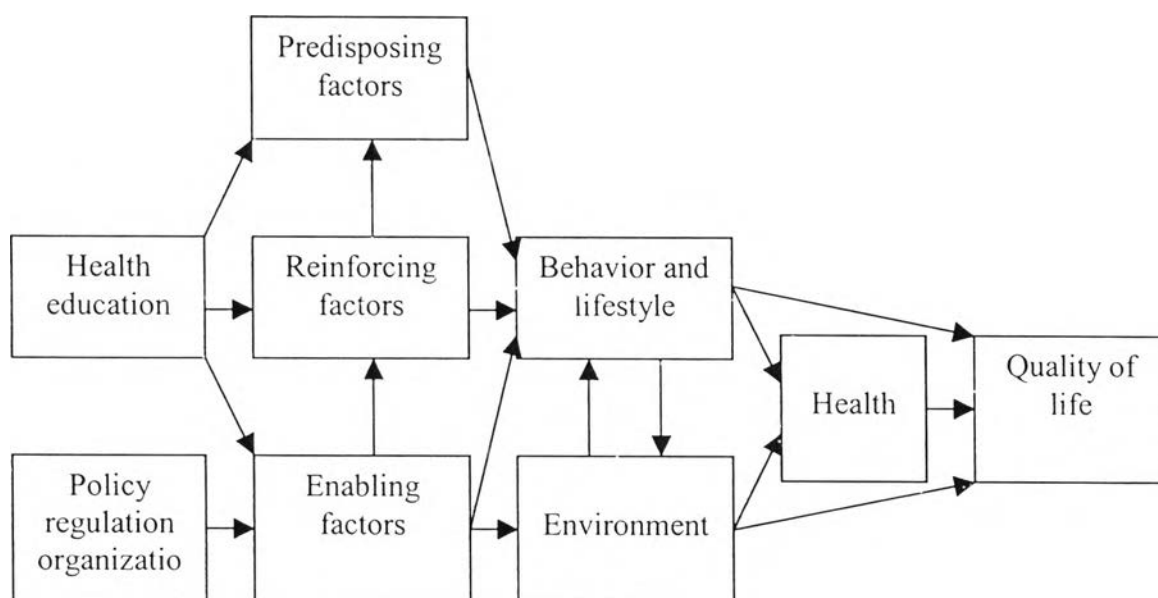 Predisposing
factors
Health
education
Reinforcing
factors
Behavior and
lifestyle
Health
Quality of
life
Policy
regulation
organizatio
Enabling
factors
Environment